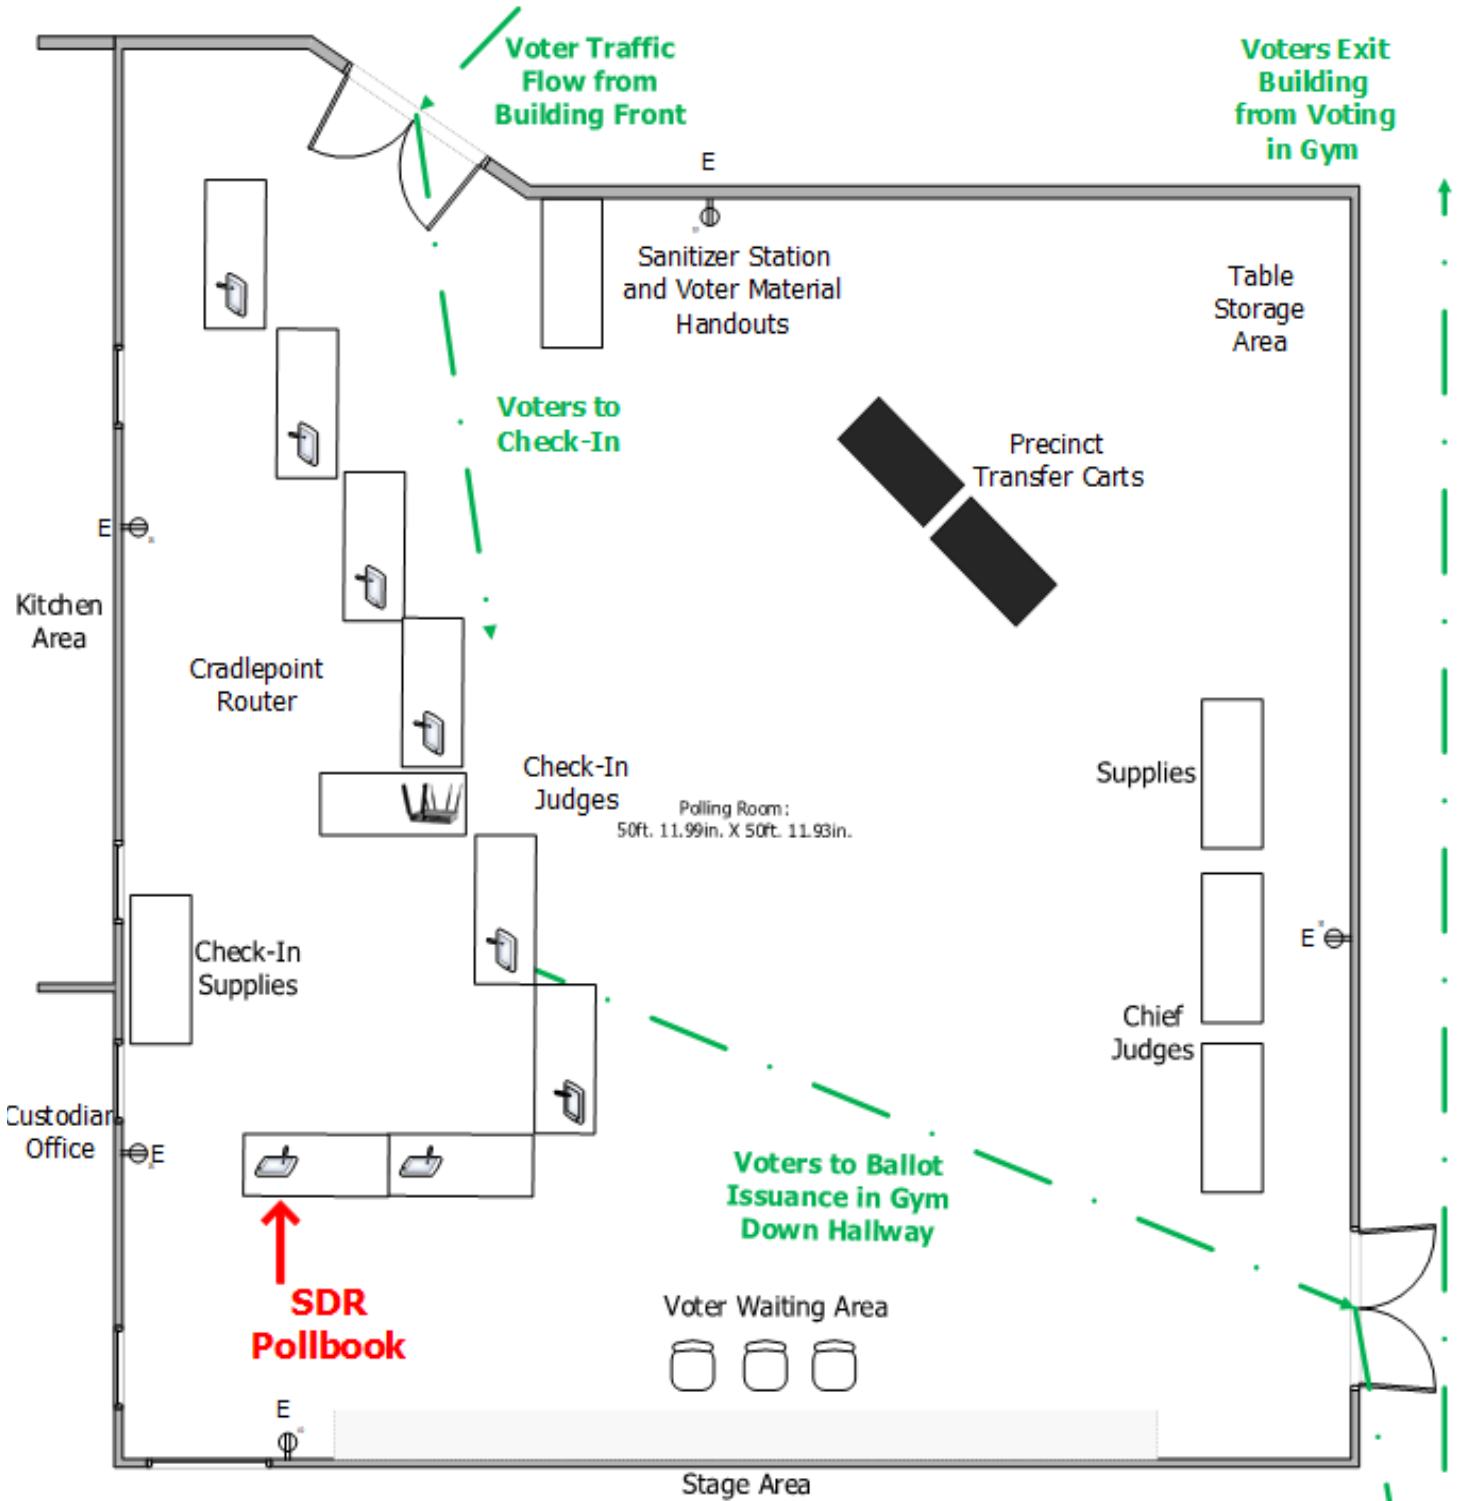 Voter Traffic
Flow from
Building Front
Voters Exit
Building
from Voting
in Gym
E
Sanitizer Station
and Voter Material
Handouts
Table
Storage
Area
Voters to
Check-In
Precinct
Transfer Carts
E
Kitchen
Area
Cradlepoint
Router
Check-In
Judges
Polling Room:
50ft. 11.99in. X 50ft. 11.93in.
Supplies
Check-In
Supplies
E
Chief
Judges
Custodian
Office
E
Voters to Ballot
Issuance in Gym
Down Hallway
SDR
Pollbook
Voter Waiting Area
E
Stage Area